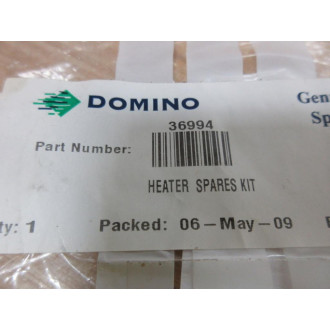 DOMINO
Gen
Sp
36994
Part Number:
HEATER SPARES KIT
ty: 1 Packed: 06-May-09